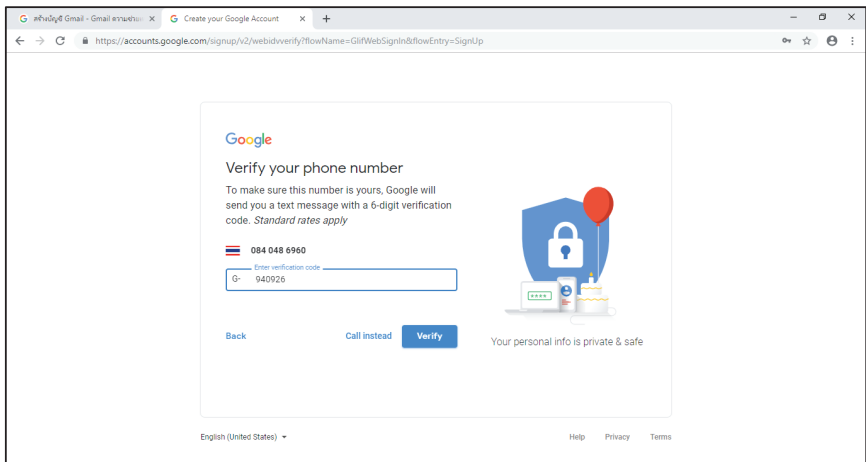 สร้างบัญชี Gmail - Gmail ความช่วย
Create your Google Account
https://accounts.google.com/signup/v2/webidvverify?flowName=GlifWebSignIn&flowEntry=SignUp
Google
Verify your phone number
To make sure this number is yours, Google will
send you a text message with a 6-digit verification
code. Standard rates apply
084 048 6960
Enter verification code
G- 940926
Back
Call instead
Verify
Your personal info is private & safe
English (United States)
Help
Privacy
Terms